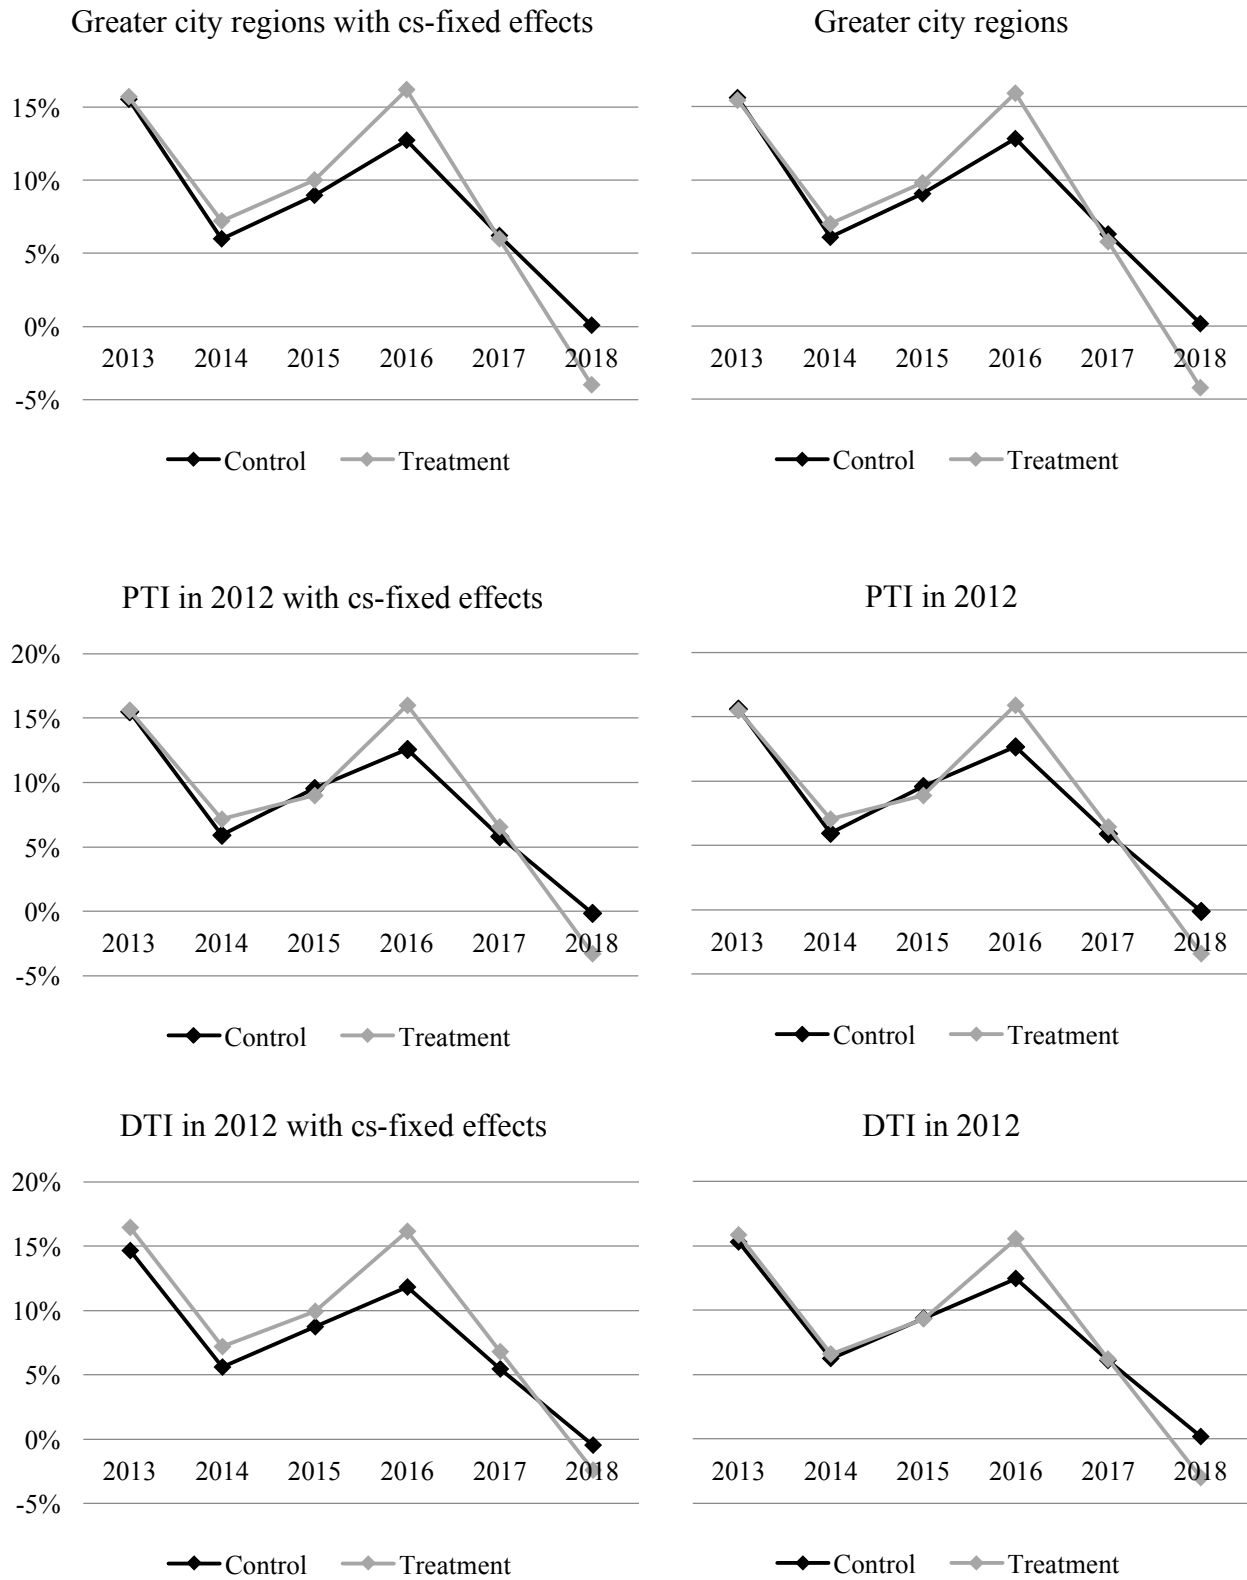 Greater city regions with cs-fixed effects
15%
10%
5%
0%
-5%
2013 2014 2015 2016 2017 2018
Control Treatment
Greater city regions
2013 2014 2015 2016 2017 2018
Control Treatment
PTI in 2012 with cs-fixed effects
20%
15%
10%
5%
0%
-5%
2013 2014 2015 2016 2017 2018
Control Treatment
PTI in 2012
2013 2014 2015 2016 2017 2018
Control Treatment
DTI in 2012 with cs-fixed effects
20%
15%
10%
5%
0%
-5%
2013 2014 2015 2016 2017 2018
Control Treatment
DTI in 2012
2013 2014 2015 2016 2017 2018
Control Treatment